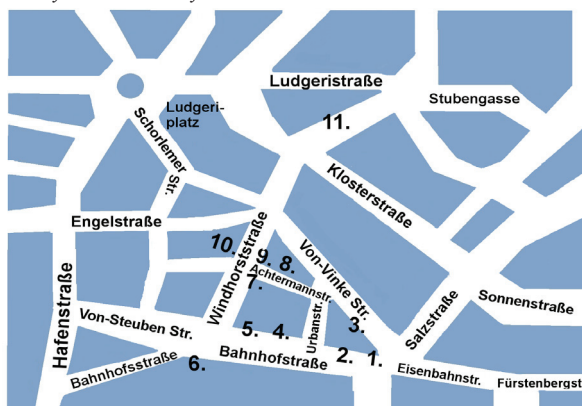 Ludgeristraße
Stubengasse
Ludgeri-
platz
11.
Schorlemer
Str.
Klosterstraße
Engelstraße
10.
9.
8.
Windhorststraße
Von-Vinke Str.
Achtermannstr.
7.
Hafenstraße
Salzstraße
Sonnenstraße
Von-Steuben Str.
5.
4.
Urbanstr.
3.
Bahnhofsstraße
6.
Bahnhofstraße
2.
1.
Eisenbahnstr.
Fürstenbergst